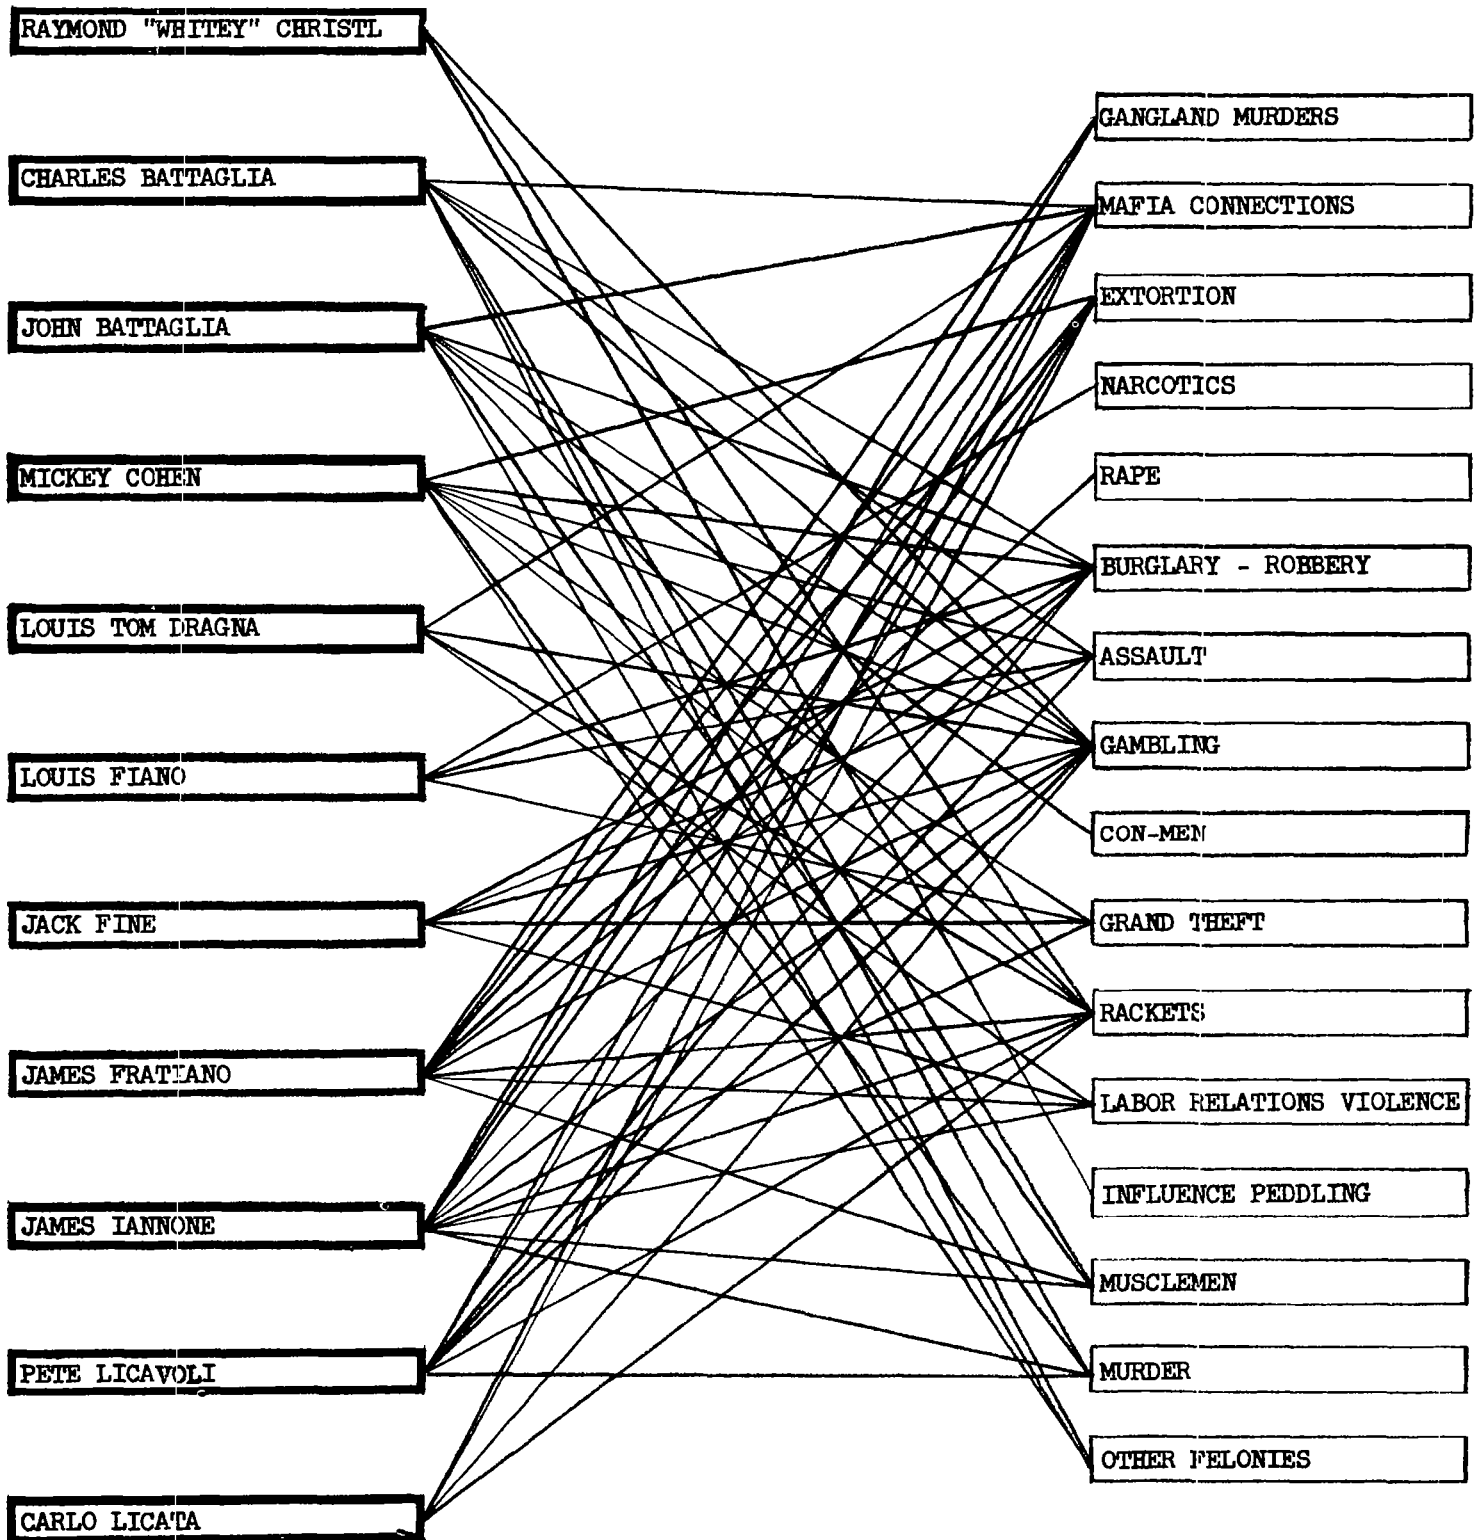 RAYMOND "WHITEY" CHRISTL
CHARLES BATTAGLIA
JOHN BATTAGLIA
MICKEY COHEN
LOUIS TOM DRAGNA
LOUIS FIANO
JACK FINE
JAMES FRATIANO
JAMES IANNONE
PETE LICAVOLI
CARLO LICATA
GANGLAND MURDERS
MAFIA CONNECTIONS
EXTORTION
NARCOTICS
RAPE
BURGLARY - ROBBERY
ASSAULT
GAMBLING
CON-MEN
GRAND THEFT
RACKETS
LABOR RELATIONS VIOLENCE
INFLUENCE PEDDLING
MUSCLEMEN
MURDER
OTHER FELONIES